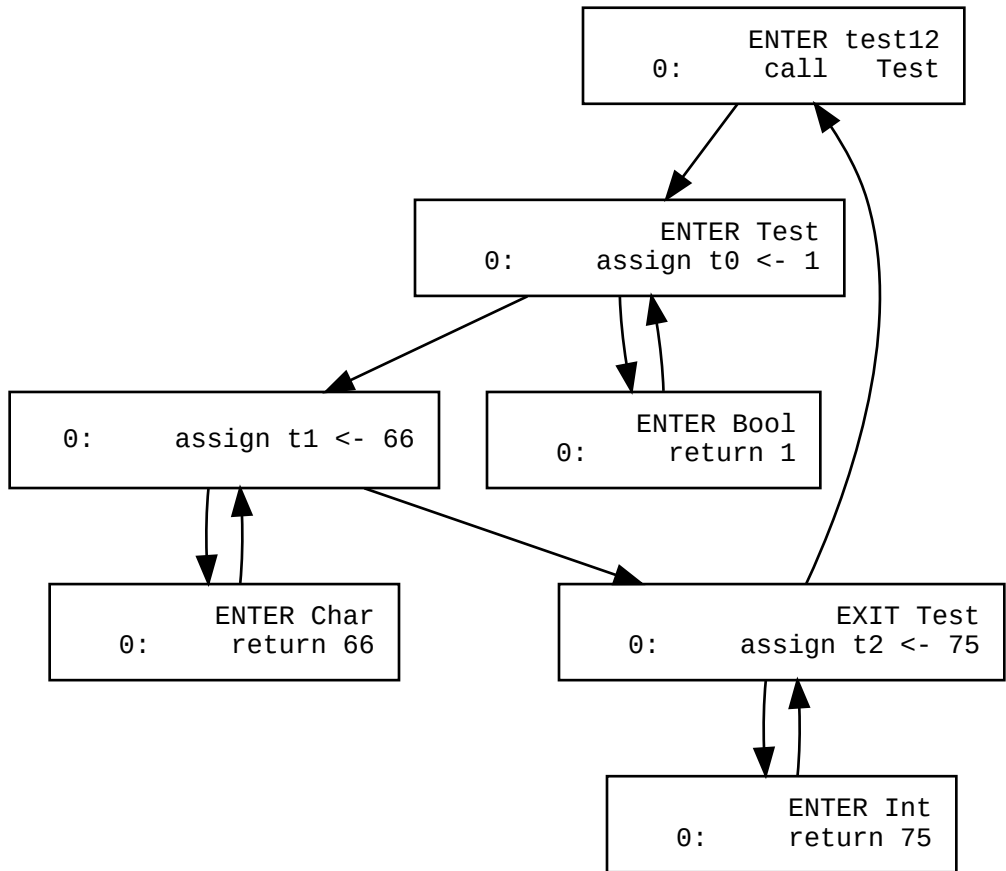 ENTER test12
0: call Test
ENTER Test
0: assign t0 <- 1
0: assign t1 <- 66
ENTER Bool
0: return 1
ENTER Char
0: return 66
EXIT Test
0: assign t2 <- 75
ENTER Int
0: return 75